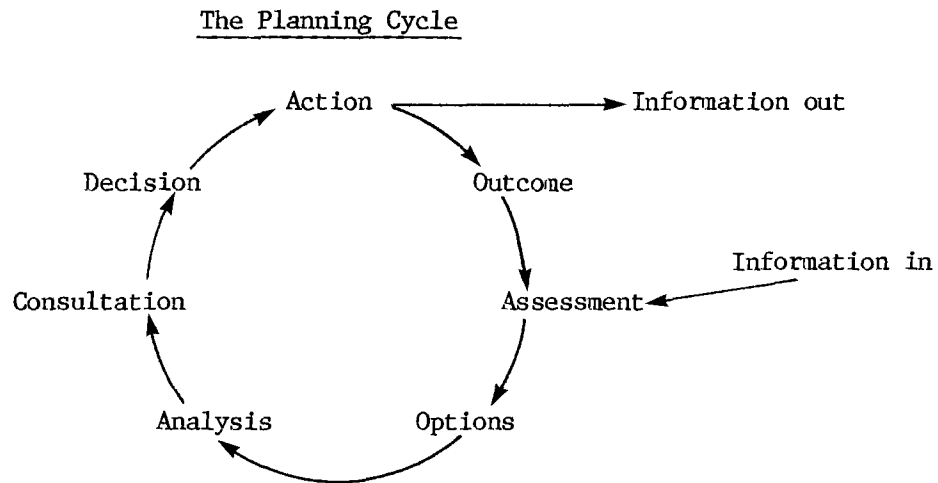 The Planning Cycle
Action
Information out
Decision
Outcome
Information in
Consultation
Assessment
Analysis
Options